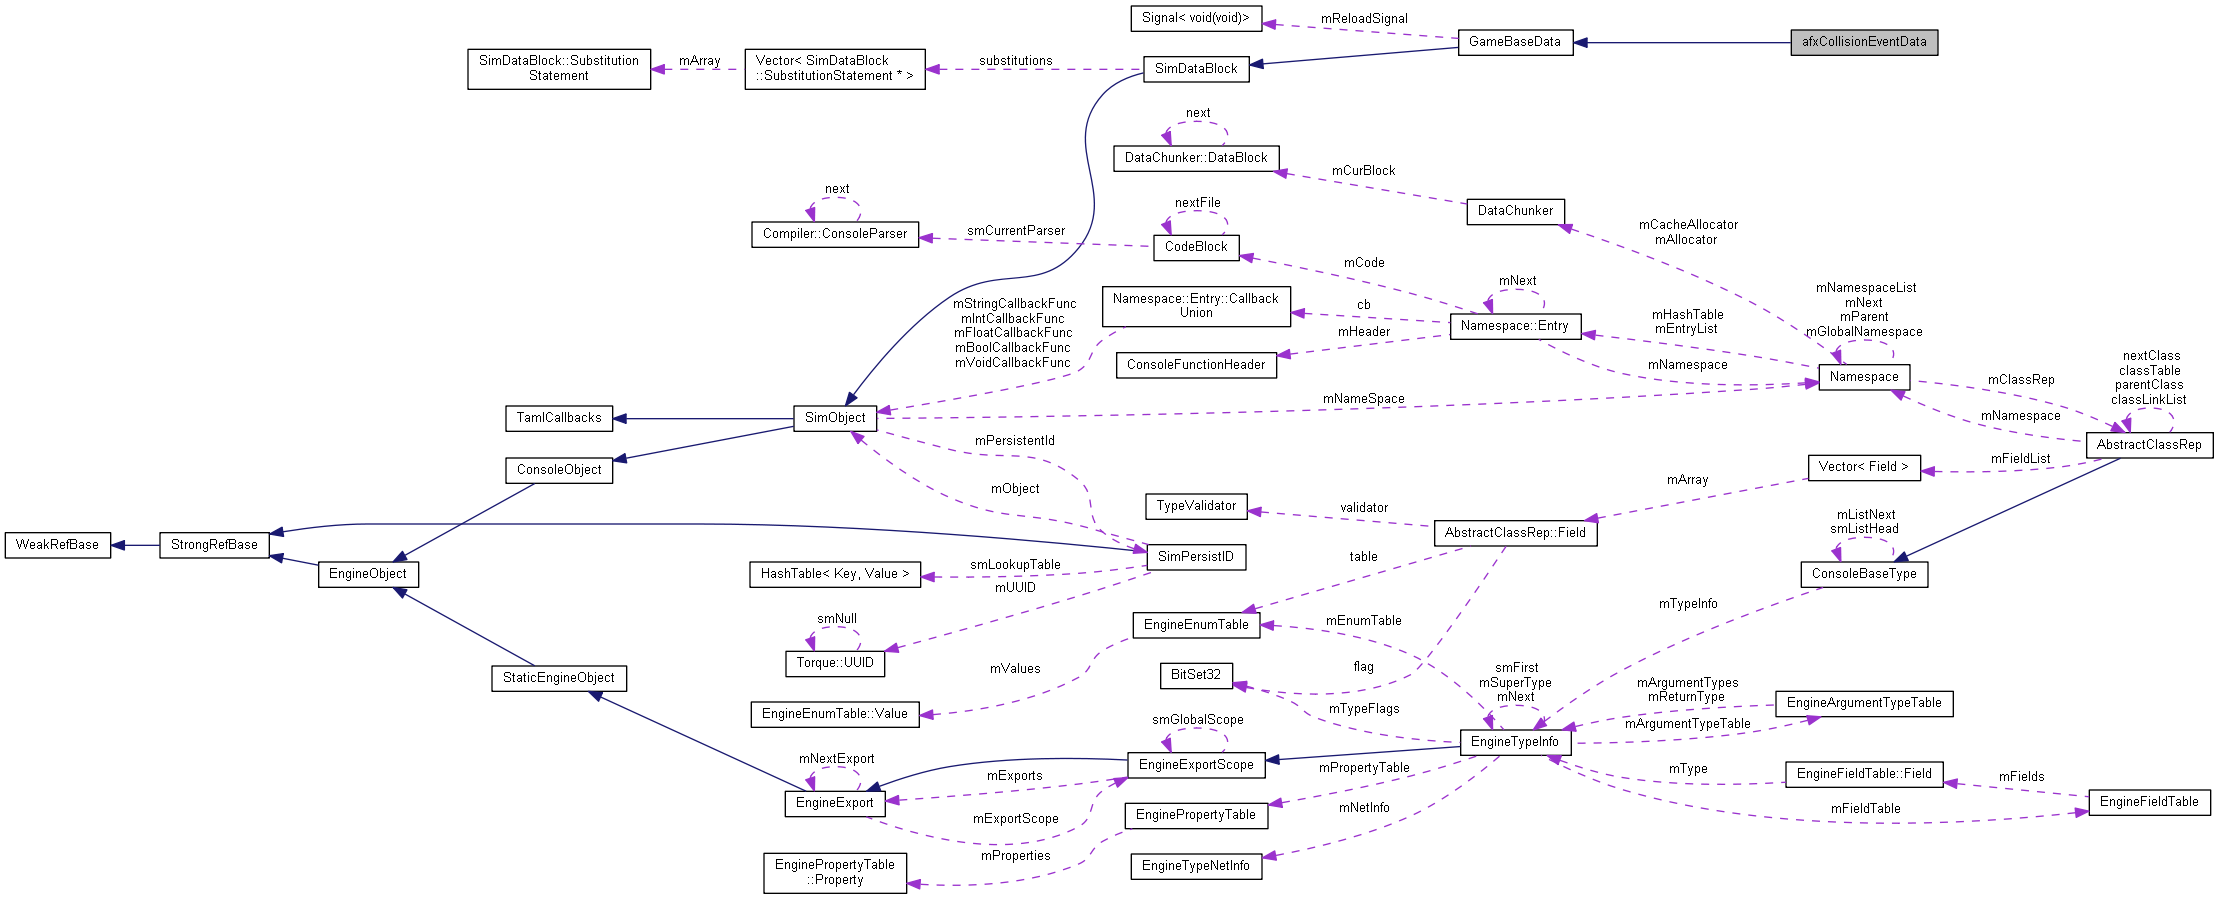 Signal< void(void)>
mReloadSignal
GameBaseData
afxCollisionEventData
SimDataBlock::Substitution
Statement
mArray
Vector< SimDataBlock
::SubstitutionStatement * >
substitutions
SimDataBlock
next
DataChunker::DataBlock
mCurBlock
DataChunker
next
Compiler::ConsoleParser
smCurrentParser
nextFile
CodeBlock
mCacheAllocator
mAllocator
mCode
mStringCallbackFunc
mIntCallbackFunc
mFloatCallbackFunc
mBoolCallbackFunc
mVoidCallbackFunc
Namespace::Entry::Callback
Union
cb
mNext
Namespace::Entry
mHeader
ConsoleFunctionHeader
mHashTable
mEntryList
mNamespaceList
mNext
mParent
mGlobalNamespace
mNamespace
Namespace
mClassRep
nextClass
classTable
parentClass
classLinkList
mNamespace
AbstractClassRep
TamlCallbacks
SimObject
mNameSpace
mPersistentId
ConsoleObject
mObject
mFieldList
Vector< Field >
mArray
TypeValidator
validator
AbstractClassRep::Field
mListNext
smListHead
ConsoleBaseType
WeakRefBase
StrongRefBase
EngineObject
SimPersistID
smLookupTable
HashTable< Key, Value >
mUUID
table
mTypeInfo
smNull
Torque::UUID
EngineEnumTable
mEnumTable
StaticEngineObject
mValues
BitSet32
flag
EngineEnumTable::Value
mTypeFlags
smFirst
mSuperType
mNext
EngineTypeInfo
mArgumentTypes
mReturnType
EngineArgumentTypeTable
mArgumentTypeTable
smGlobalScope
EngineExportScope
mNextExport
EngineExport
mExports
mExportScope
mPropertyTable
EnginePropertyTable
mNetInfo
mType
EngineFieldTable::Field
mFields
EngineFieldTable
mFieldTable
EnginePropertyTable
::Property
mProperties
EngineTypeNetInfo